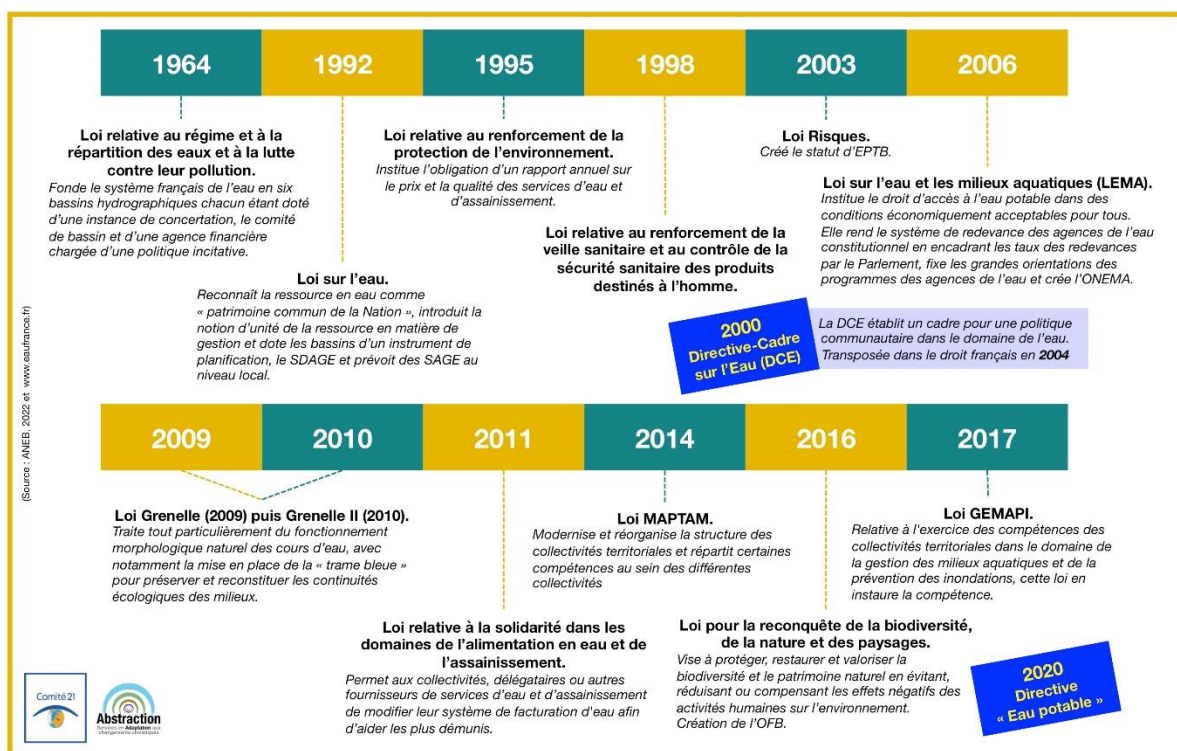 1964
1992
1995
1998
2003
2006
Loi relative au régime et à la
répartition des eaux et à la lutte
contre leur pollution.
Fonde le système français de l'eau en six
bassins hydrographiques chacun étant doté
d'une instance de concertation, le comité
de bassin et d'une agence financière
chargée d'une politique incitative.
Loi sur l'eau.
Reconnaît la ressource en eau comme
« patrimoine commun de la Nation », introduit la
notion d'unité de la ressource en matière de
gestion et dote les bassins d'un instrument de
planification, le SDAGE et prévoit des SAGE au
niveau local.
Loi relative au renforcement de la
protection de l'environnement.
Institue l'obligation d'un rapport annuel sur
le prix et la qualité des services d'eau et
d'assainissement.
Loi relative au renforcement de la
veille sanitaire et au contrôle de la
sécurité sanitaire des produits
destinés à l'homme.
Loi Risques.
Créé le statut d'EPTB.
Loi sur l'eau et les milieux aquatiques (LEMA).
Institue le droit d'accès à l'eau potable dans des
conditions économiquement acceptables pour tous.
Elle rend le système de redevance des agences de l'eau
constitutionnel en encadrant les taux des redevances
par le Parlement, fixe les grandes orientations des
programmes des agences de l'eau et crée l'ONEMA.
2000
Directive-Cadre
sur l'Eau (DCE)
La DCE établit un cadre pour une politique
communautaire dans le domaine de l'eau.
Transposée dans le droit français en 2004
2009
2010
2011
2014
2016
2017
Loi Grenelle (2009) puis Grenelle II (2010).
Traite tout particulièrement du fonctionnement
morphologique naturel des cours d'eau, avec
notamment la mise en place de la « trame bleue »
pour préserver et reconstituer les continuités
écologiques des milieux.
Loi relative à la solidarité dans les
domaines de l'alimentation en eau et de
l'assainissement.
Permet aux collectivités, délégataires ou autres
fournisseurs de services d'eau et d'assainissement
de modifier leur système de facturation d'eau afin
d'aider les plus démunis.
Loi MAPTAM.
Modernise et réorganise la structure des
collectivités territoriales et répartit certaines
compétences au sein des différentes
collectivités
Loi pour la reconquête de la biodiversité,
de la nature et des paysages.
Vise à protéger, restaurer et valoriser la
biodiversité et le patrimoine naturel en évitant,
réduisant ou compensant les effets négatifs des
activités humaines sur l'environnement.
Création de l'OFB.
Loi GEMAPI.
Relative à l'exercice des compétences des
collectivités territoriales dans le domaine de
la gestion des milieux aquatiques et de la
prévention des inondations, cette loi en
instaure la compétence.
2020
Directive
« Eau potable »
(Source : ANEB, 2022 et www.eaufrance.fr)
Comité 21
Abstraction
Services en Adaptation aux
changements climatiques